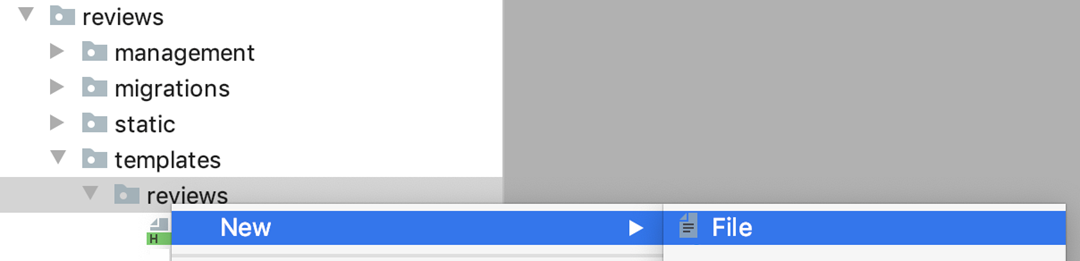 reviews
management
migrations
static
templates
reviews
New File
H